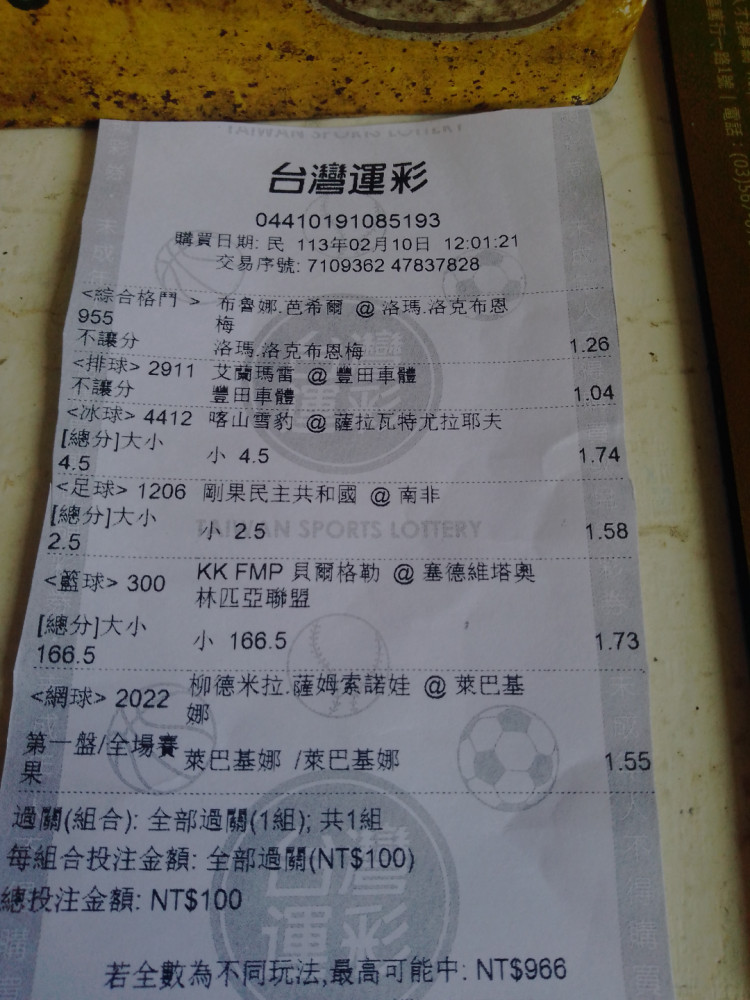 TAIWAN SPORTS LOTTERY
台灣運彩
04410191085193
購買日期: 民 113年02月10日 12:01:21
交易序號: 7109362 47837828
<綜合格鬥 > 布魯娜.芭希爾 @ 洛瑪.洛克布恩
955 梅
不讓分 洛瑪.洛克布恩梅 1.26
<排球> 2911 艾蘭瑪雷 @ 豐田車體
不讓分 豐田車體 1.04
<冰球> 4412 喀山雪豹 @ 薩拉瓦特尤拉耶夫
[總分]大小
4.5 小 4.5 1.74
<足球> 1206 剛果民主共和國 @ 南非
[總分]大小
2.5 小 2.5 1.58
TAIWAN SPORTS LOTTERY
<籃球> 300 KK FMP 貝爾格勒 @ 塞德維塔奧
林匹亞聯盟
[總分]大小
166.5 小 166.5 1.73
<網球> 2022 柳德米拉.薩姆索諾娃 @ 萊巴基
娜
第一盤/全場賽
果 萊巴基娜 /萊巴基娜 1.55
過關(組合): 全部過關(1組); 共1組
每組合投注金額: 全部過關(NT$100)
總投注金額: NT$100
若全數為不同玩法,最高可能中: NT$966